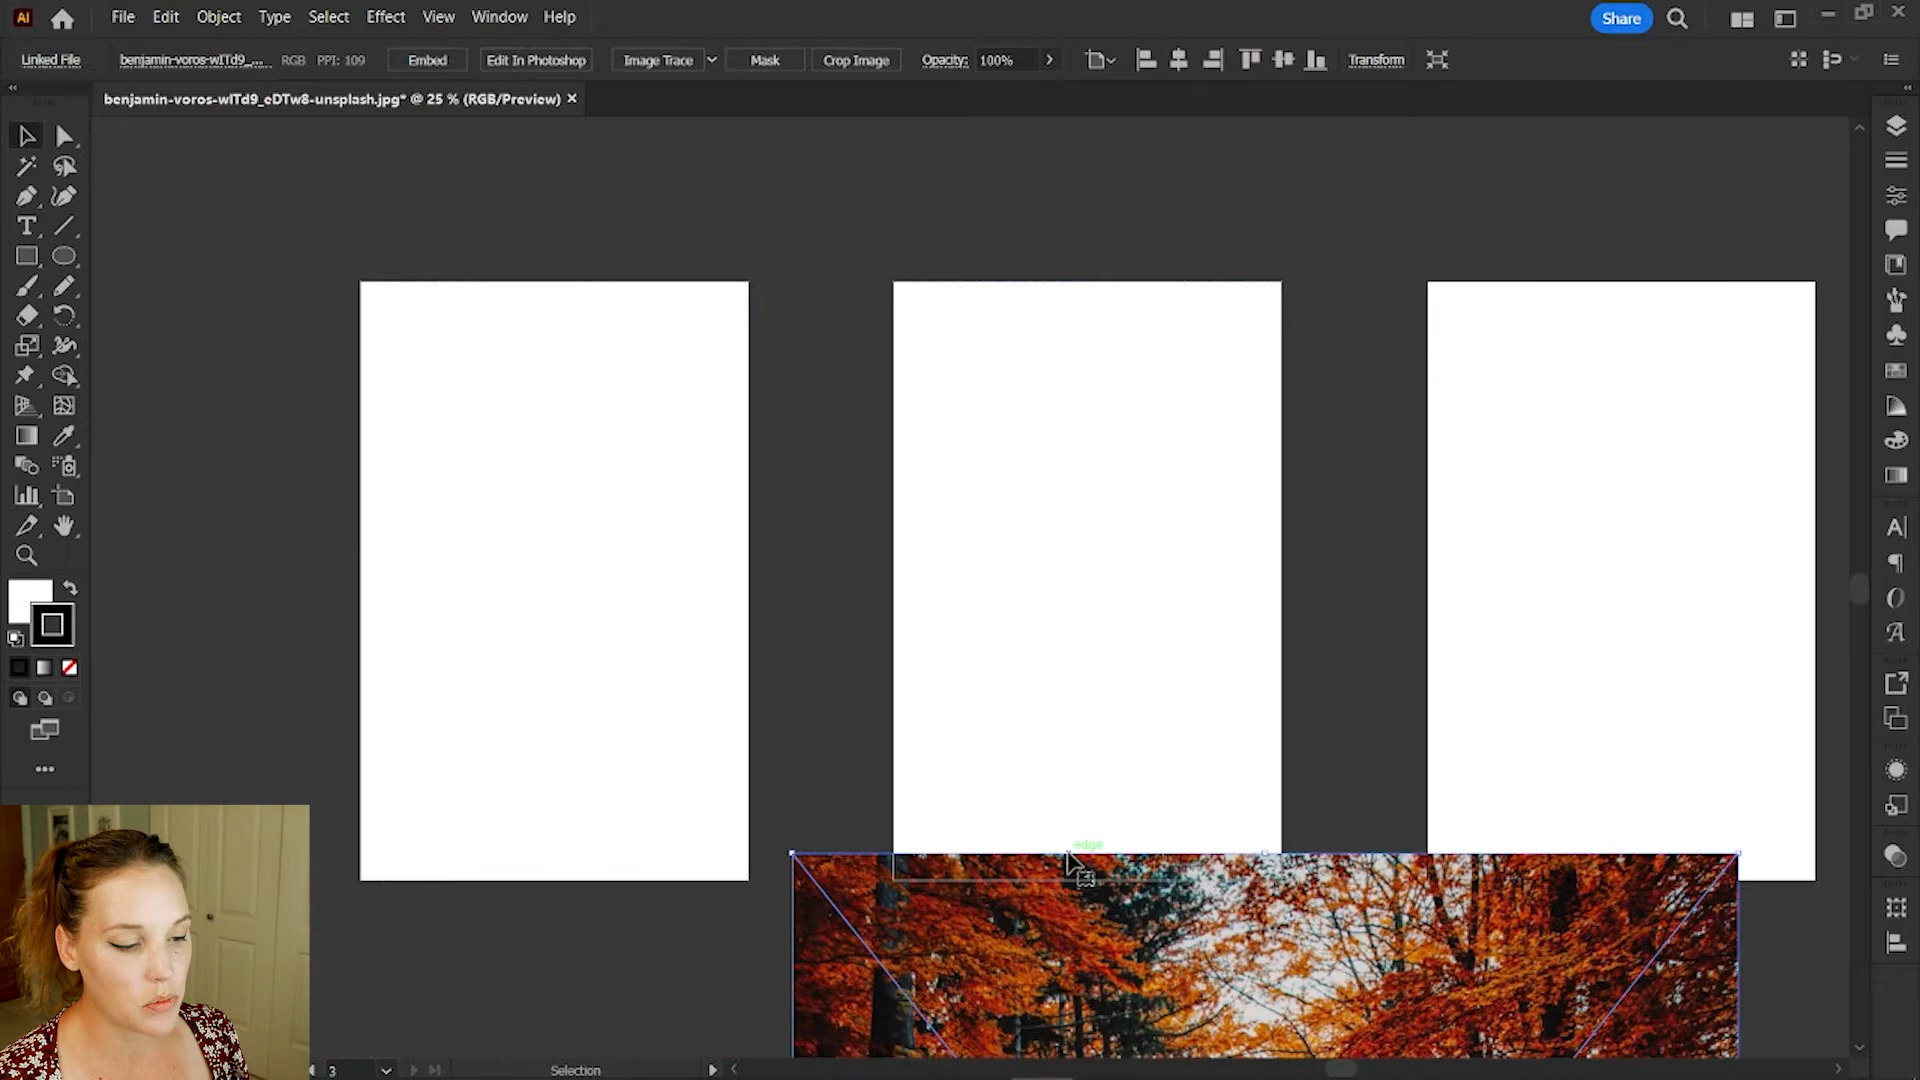 Ai File Edit Object Type Select Effect View Window Help Share
Linked File benjamin-voros-wITd9_... RGB PPI: 109 Embed Edit In Photoshop Image Trace Mask Crop Image Opacity: 100% Transform
benjamin-voros-wITd9_eDTw8-unsplash.jpg* @ 25 % (RGB/Preview)
edge
3 Selection